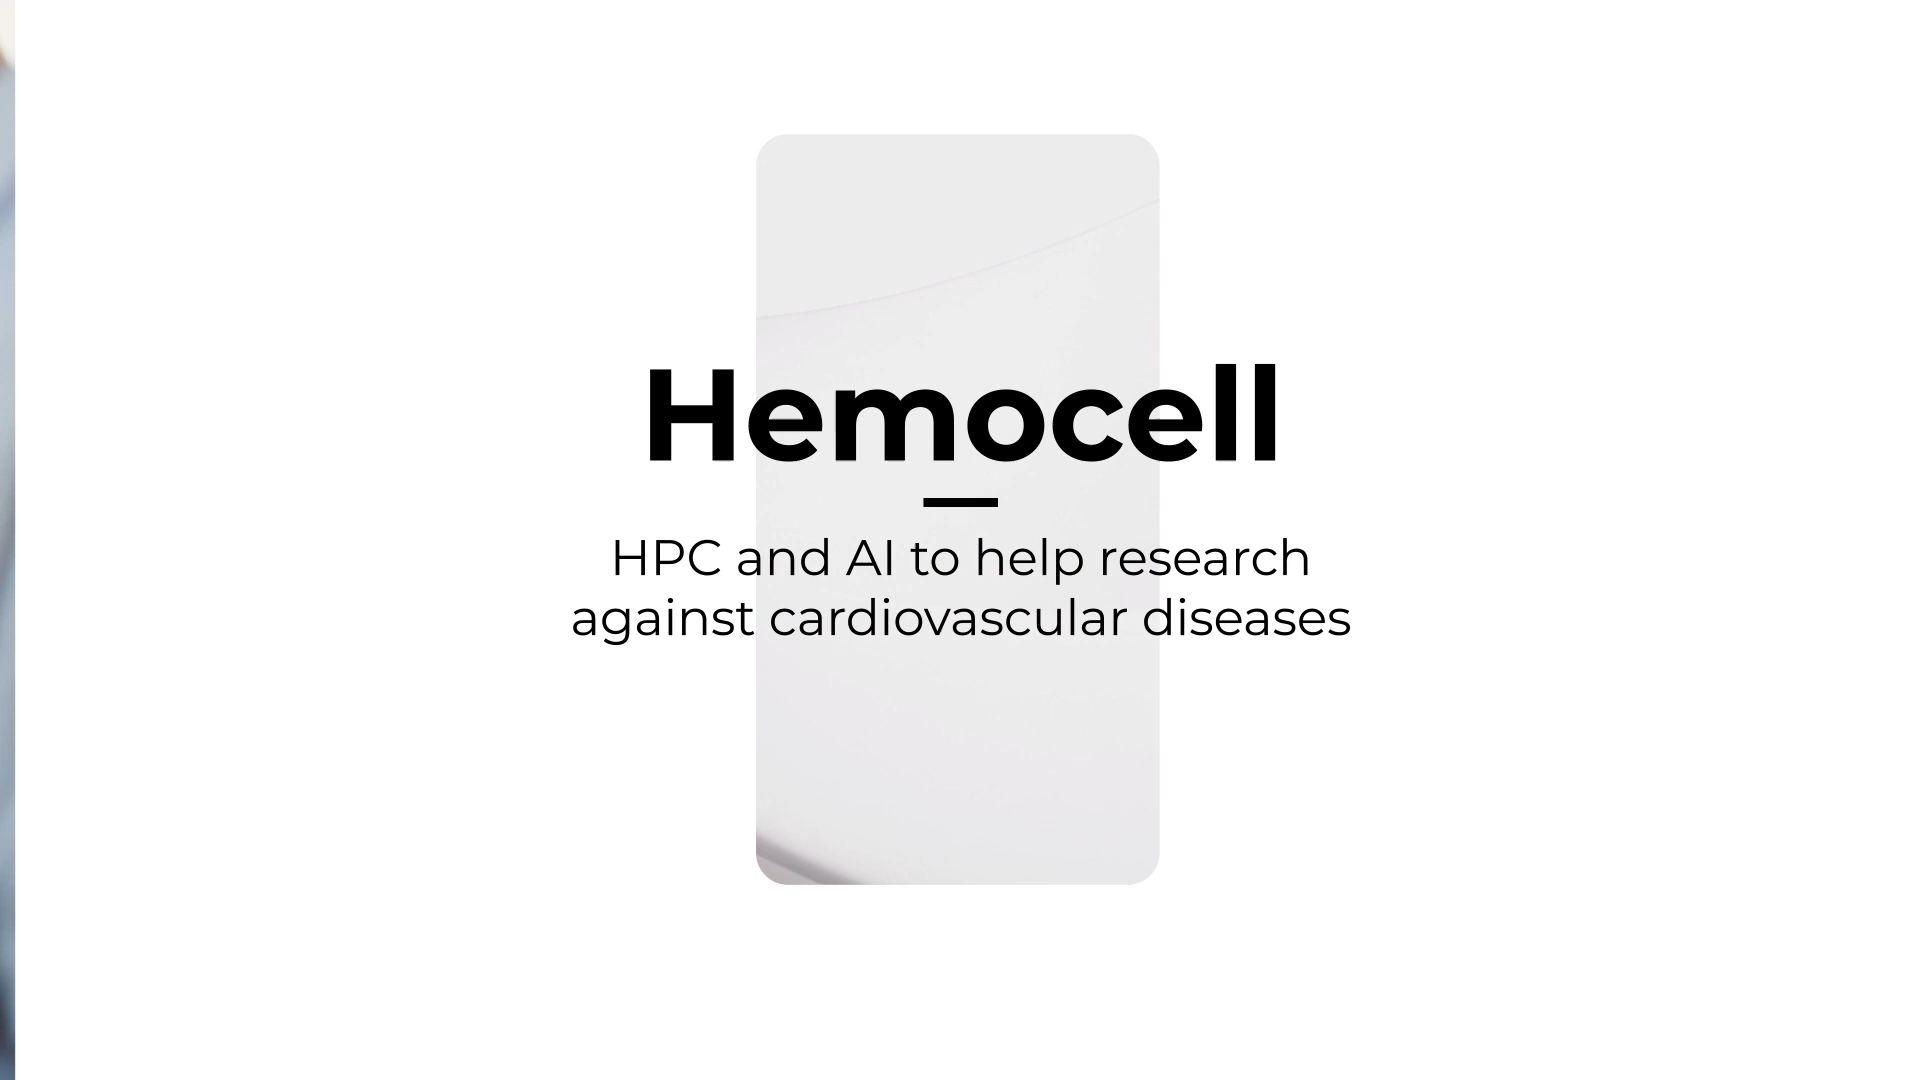 Hemocell
HPC and AI to help research
against cardiovascular diseases